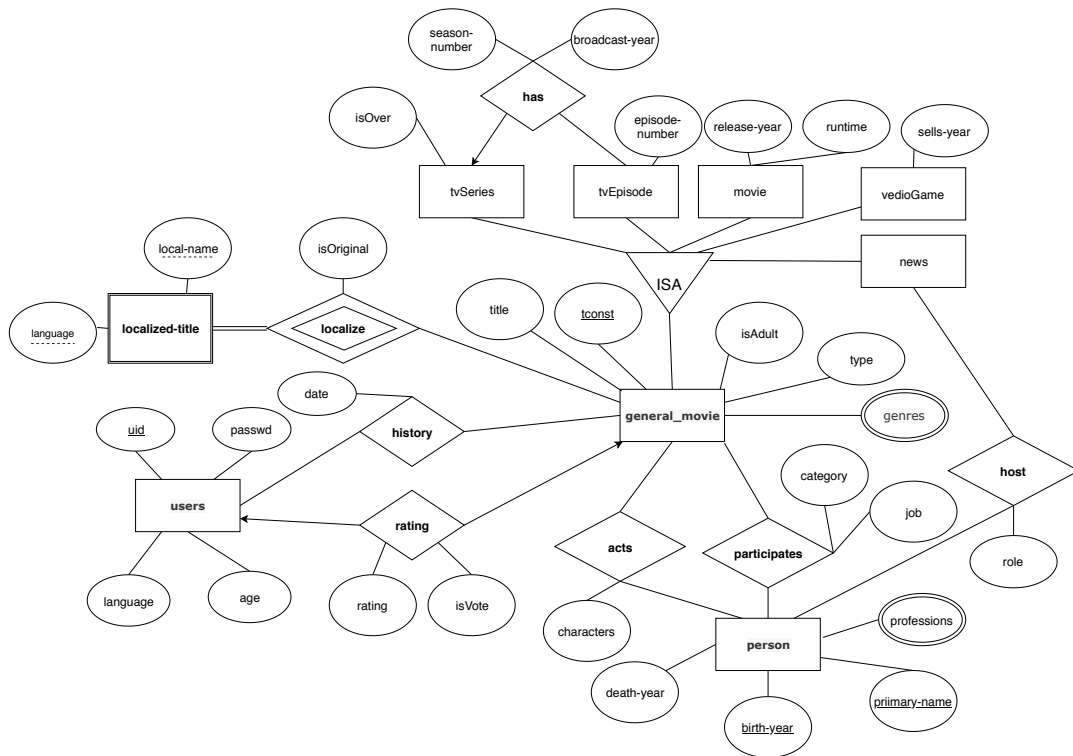 season-
number
broadcast-year
has
isOver
episode-
number
release-year
runtime
sells-year
tvSeries
tvEpisode
movie
vedioGame
local-name
isOriginal
news
ISA
language
localized-title
localize
title
tconst
isAdult
type
date
general_movie
genres
uid
passwd
history
category
host
users
rating
job
acts
participates
role
language
age
rating
isVote
characters
professions
person
death-year
priimary-name
birth-year